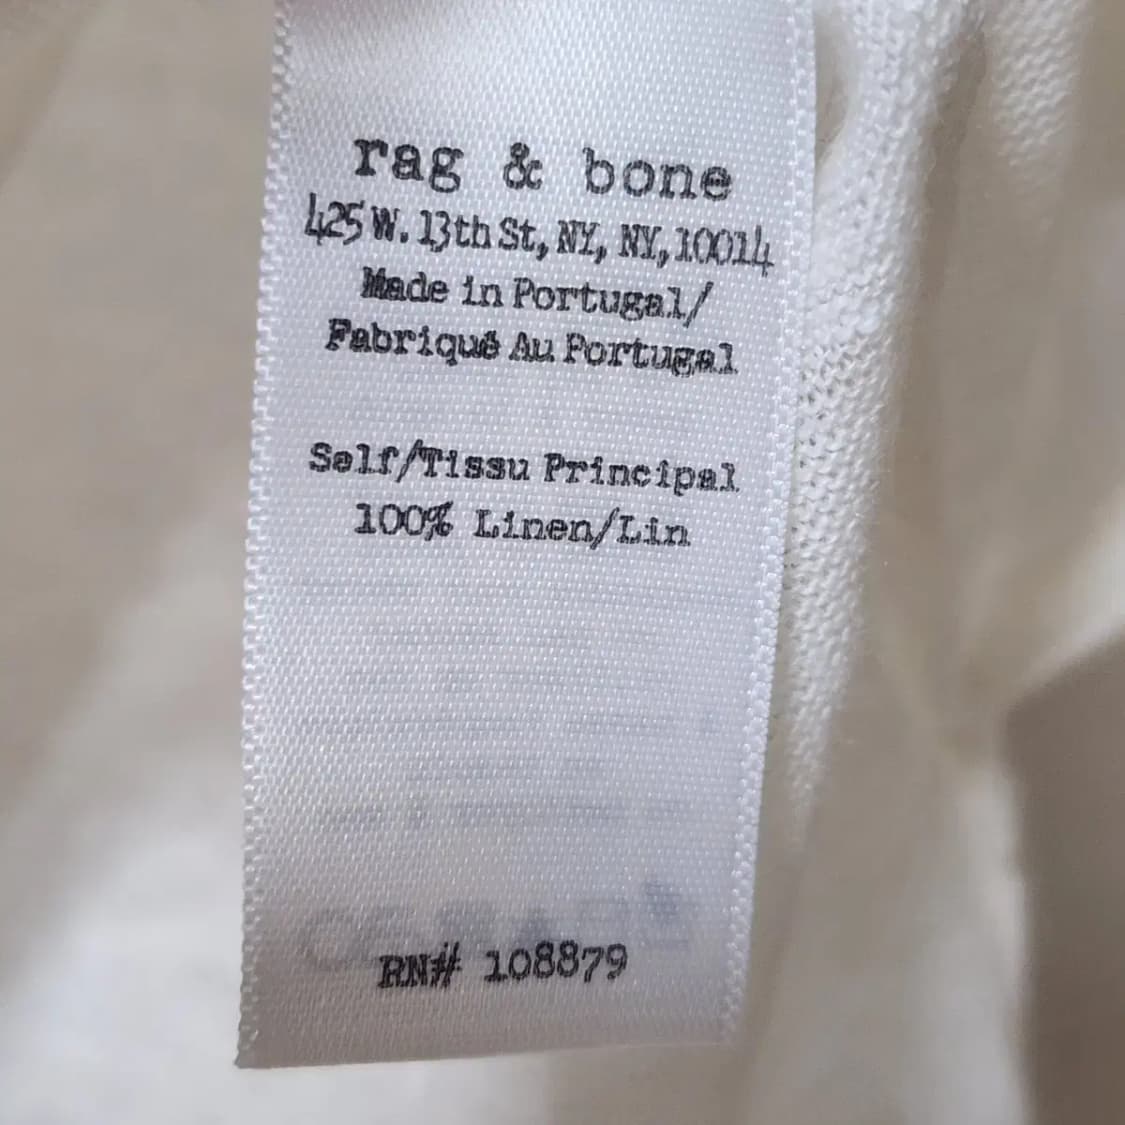 rag & bone
425 W. 13th St, NY, NY, 10014
Made in Portugal/
Fabriqué Au Portugal
Self/Tissu Principal
100% Linen/Lin
RN# 108879